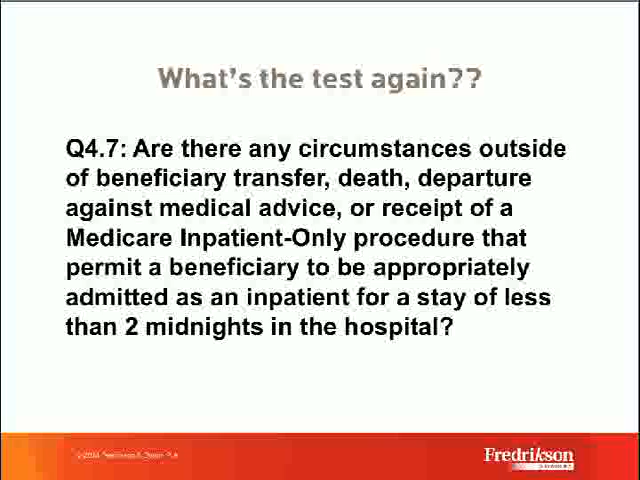 What's the test again??
Q4.7: Are there any circumstances outside
of beneficiary transfer, death, departure
against medical advice, or receipt of a
Medicare Inpatient-Only procedure that
permit a beneficiary to be appropriately
admitted as an inpatient for a stay of less
than 2 midnights in the hospital?
Fredrikson